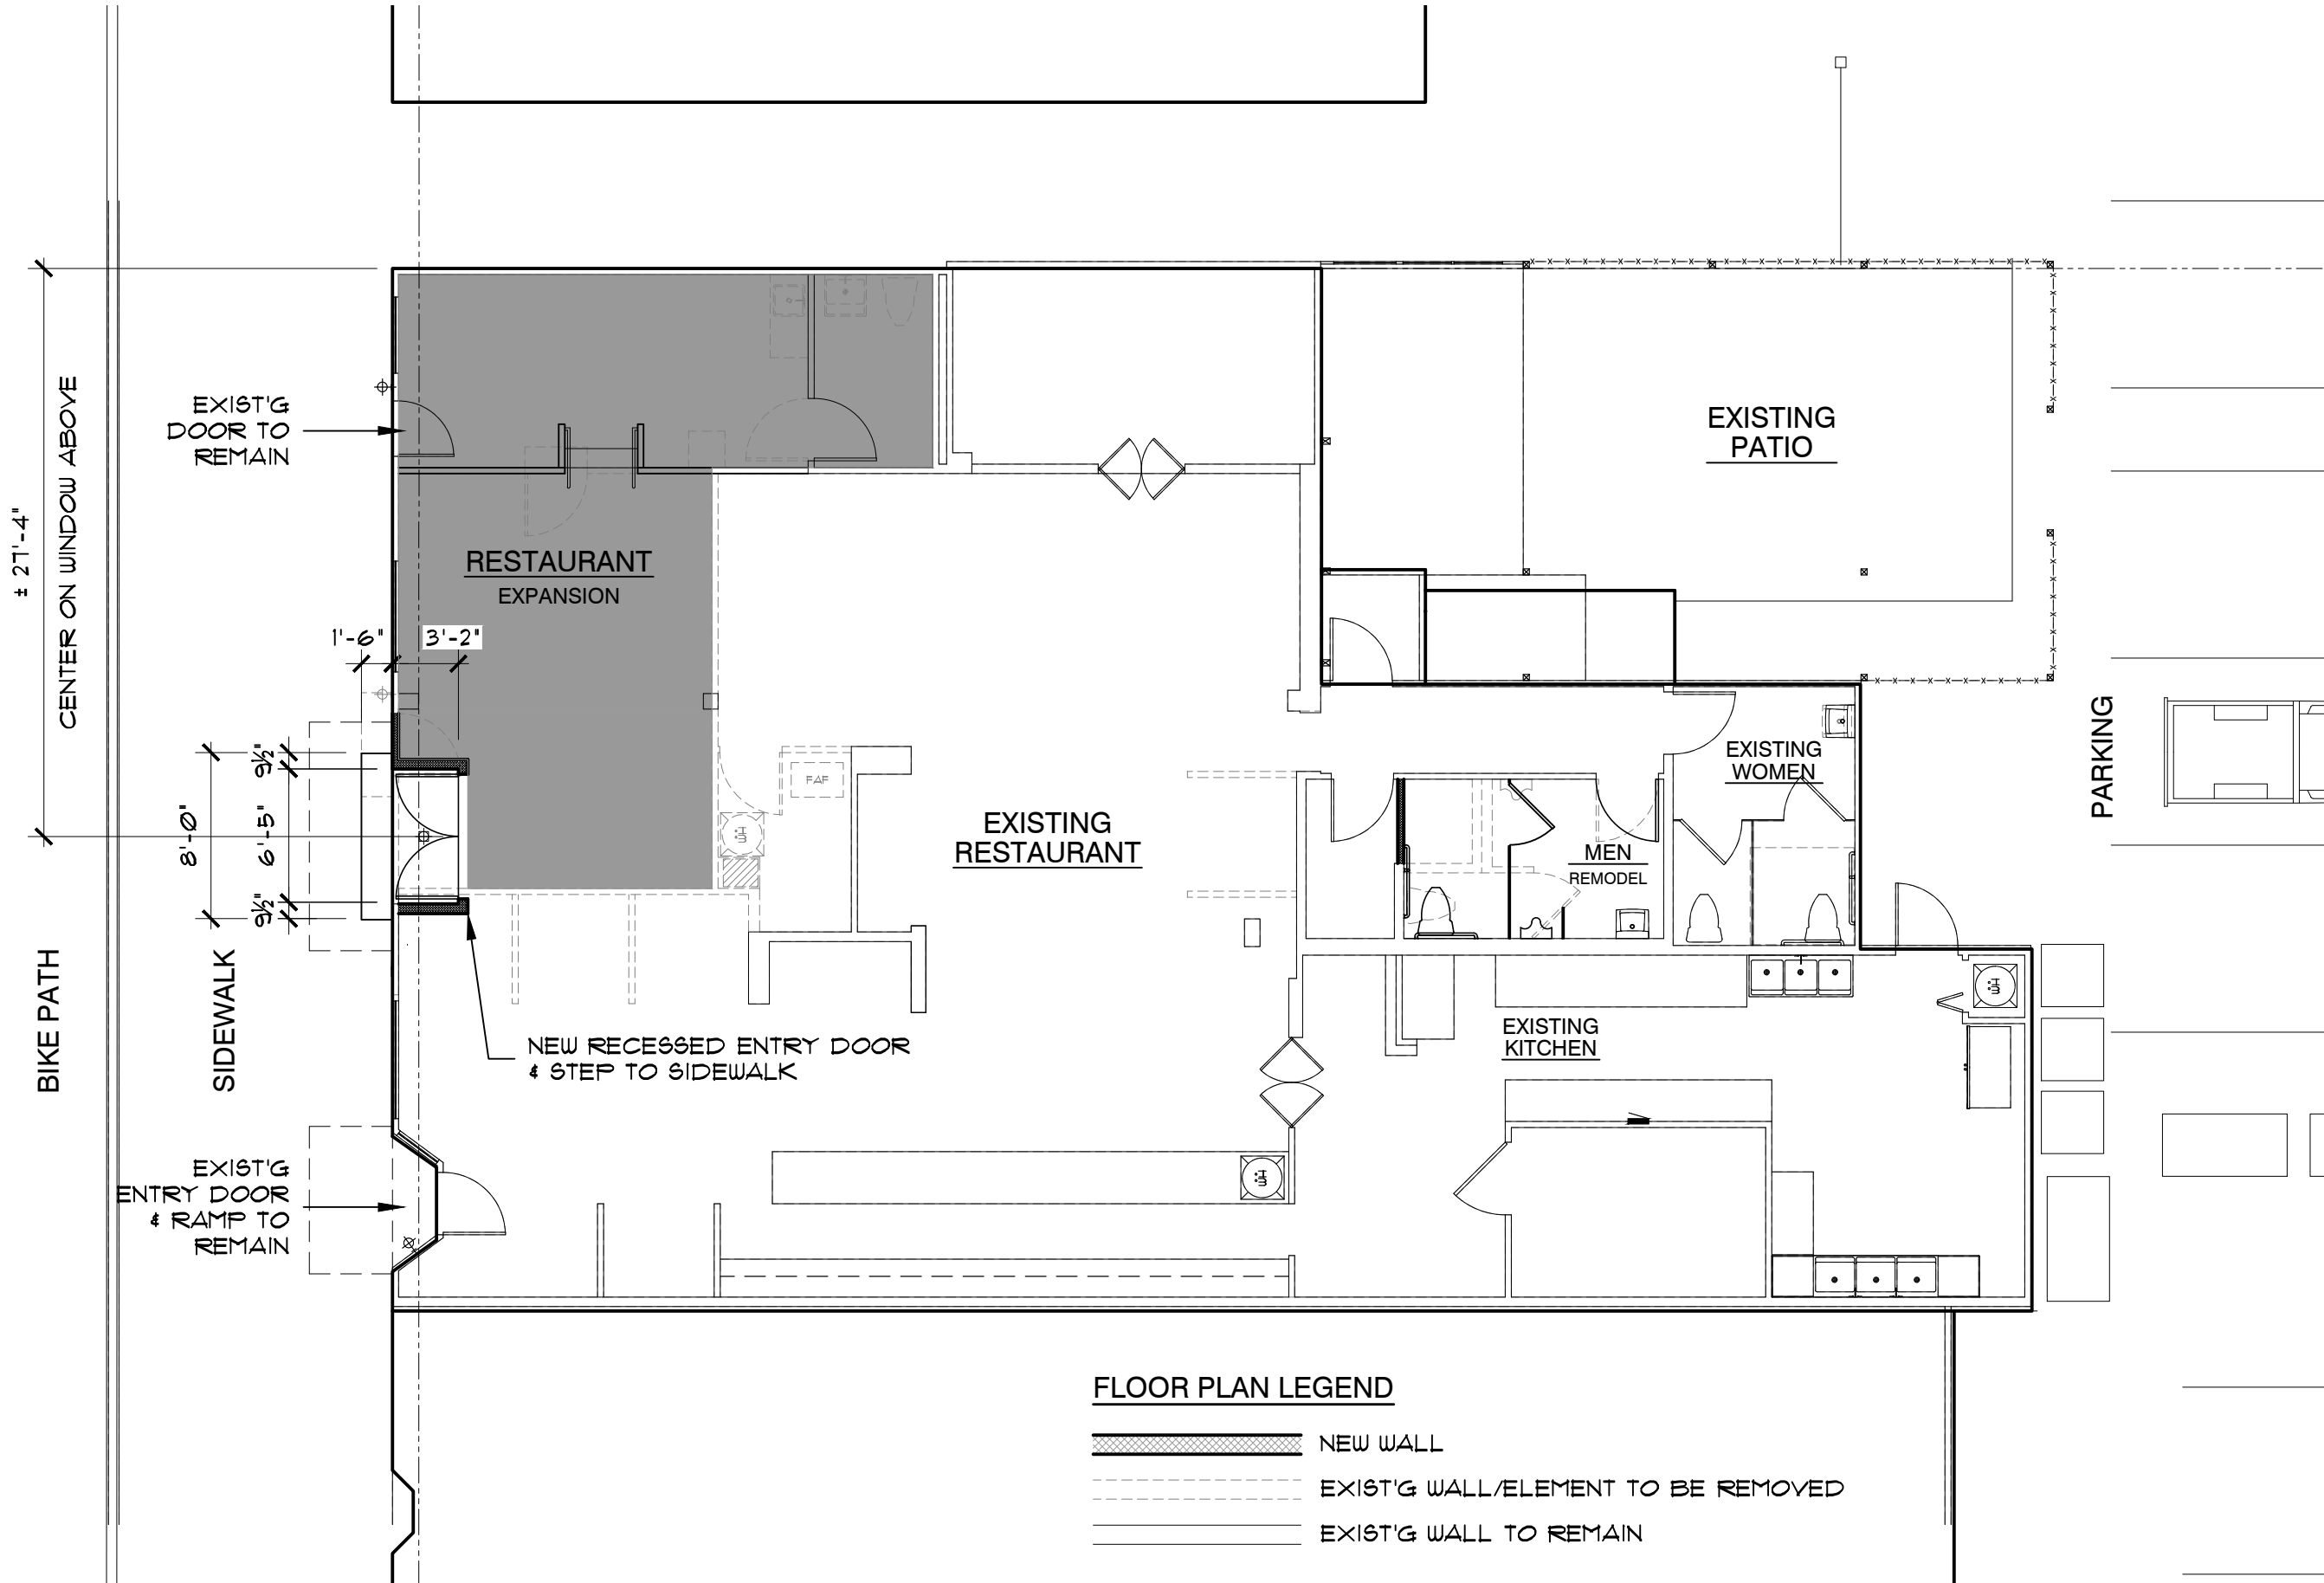 EXISTING
PATIO
EXIST'G
DOOR TO
REMAIN
± 27'-4"
CENTER ON WINDOW ABOVE
RESTAURANT
EXPANSION
1'-6"
3'-2"
8'-0"
9½"
6'-5"
9½"
FAF
WH
EXISTING
RESTAURANT
EXISTING
WOMEN
MEN
REMODEL
PARKING
BIKE PATH
SIDEWALK
NEW RECESSED ENTRY DOOR
& STEP TO SIDEWALK
EXISTING
KITCHEN
WH
EXIST'G
ENTRY DOOR
& RAMP TO
REMAIN
WH
FLOOR PLAN LEGEND
NEW WALL
EXIST'G WALL/ELEMENT TO BE REMOVED
EXIST'G WALL TO REMAIN